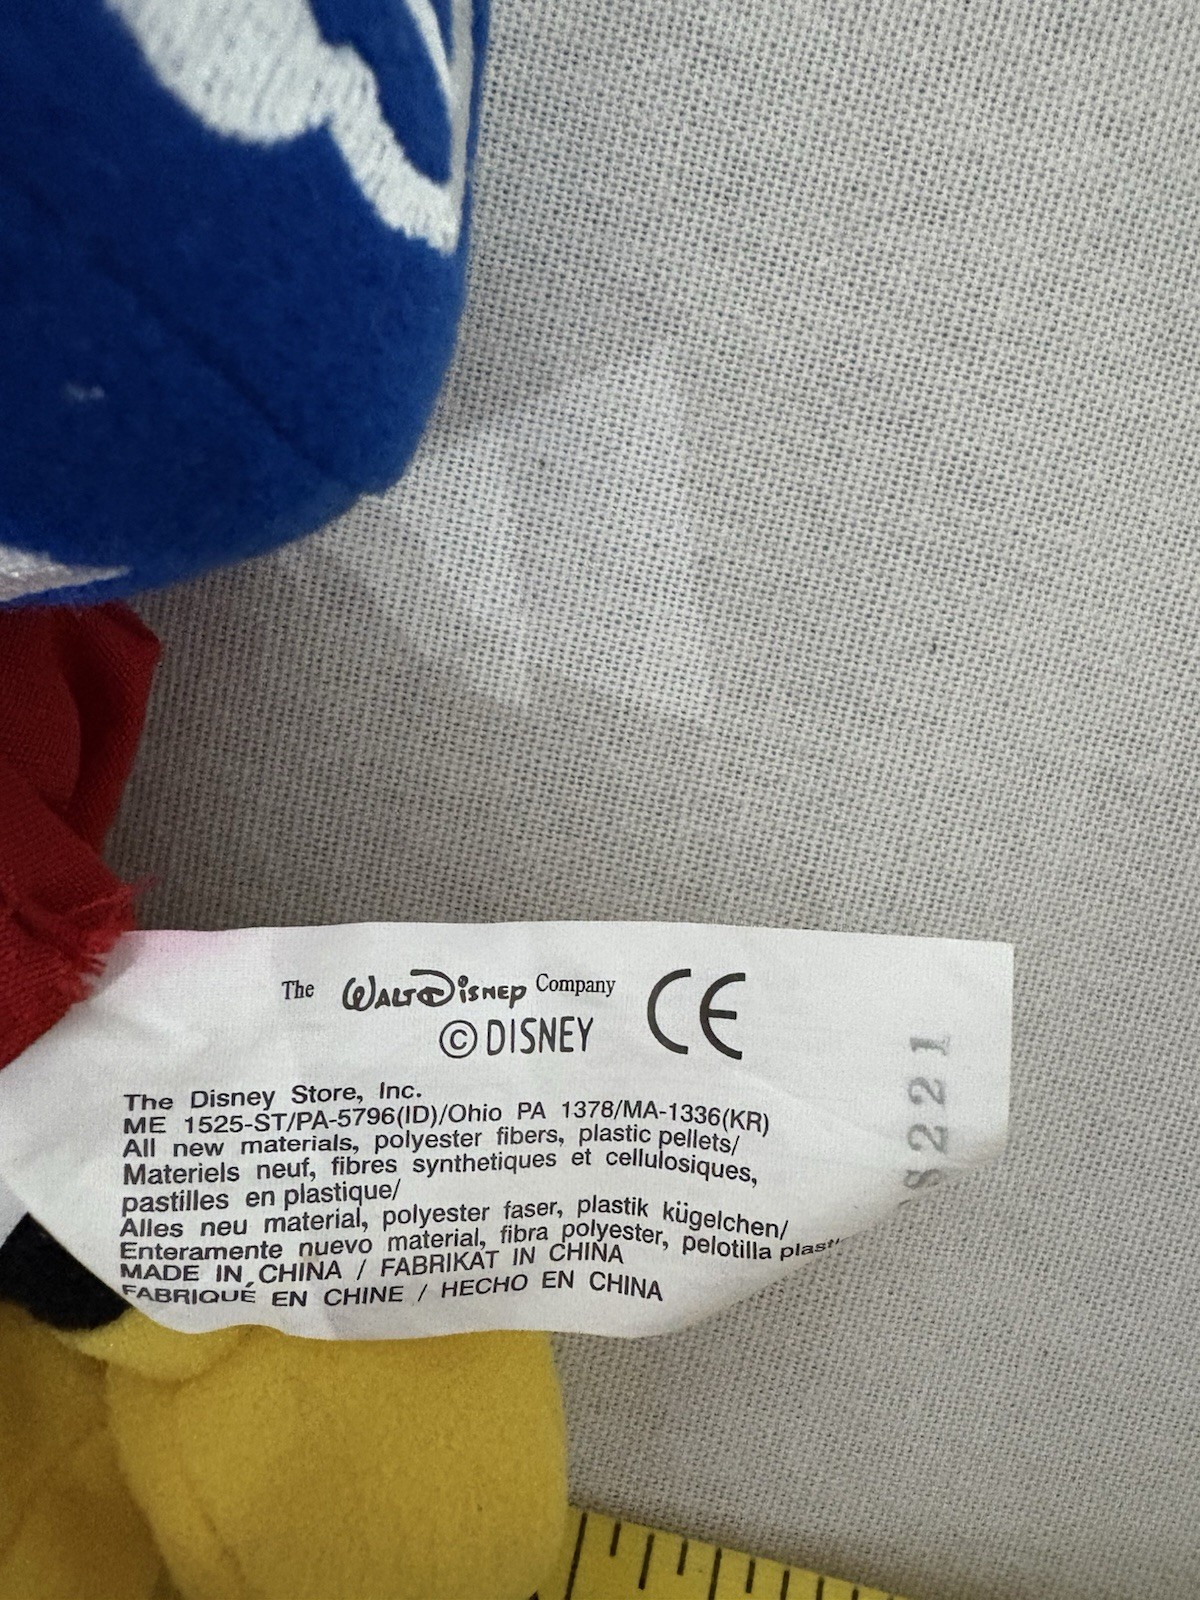 The Walt Disney Company CE
© DISNEY
The Disney Store, Inc.
ME 1525-ST/PA-5796(ID)/Ohio PA 1378/MA-1336(KR)
All new materials, polyester fibers, plastic pellets/
Materiels neuf, fibres synthetiques et cellulosiques,
pastilles en plastique/
Alles neu material, polyester faser, plastik kügelchen/
Enteramente nuevo material, fibra polyester, pelotilla
MADE IN CHINA / FABRIKAT IN CHINA
FABRIQUÉ EN CHINE / HECHO EN CHINA